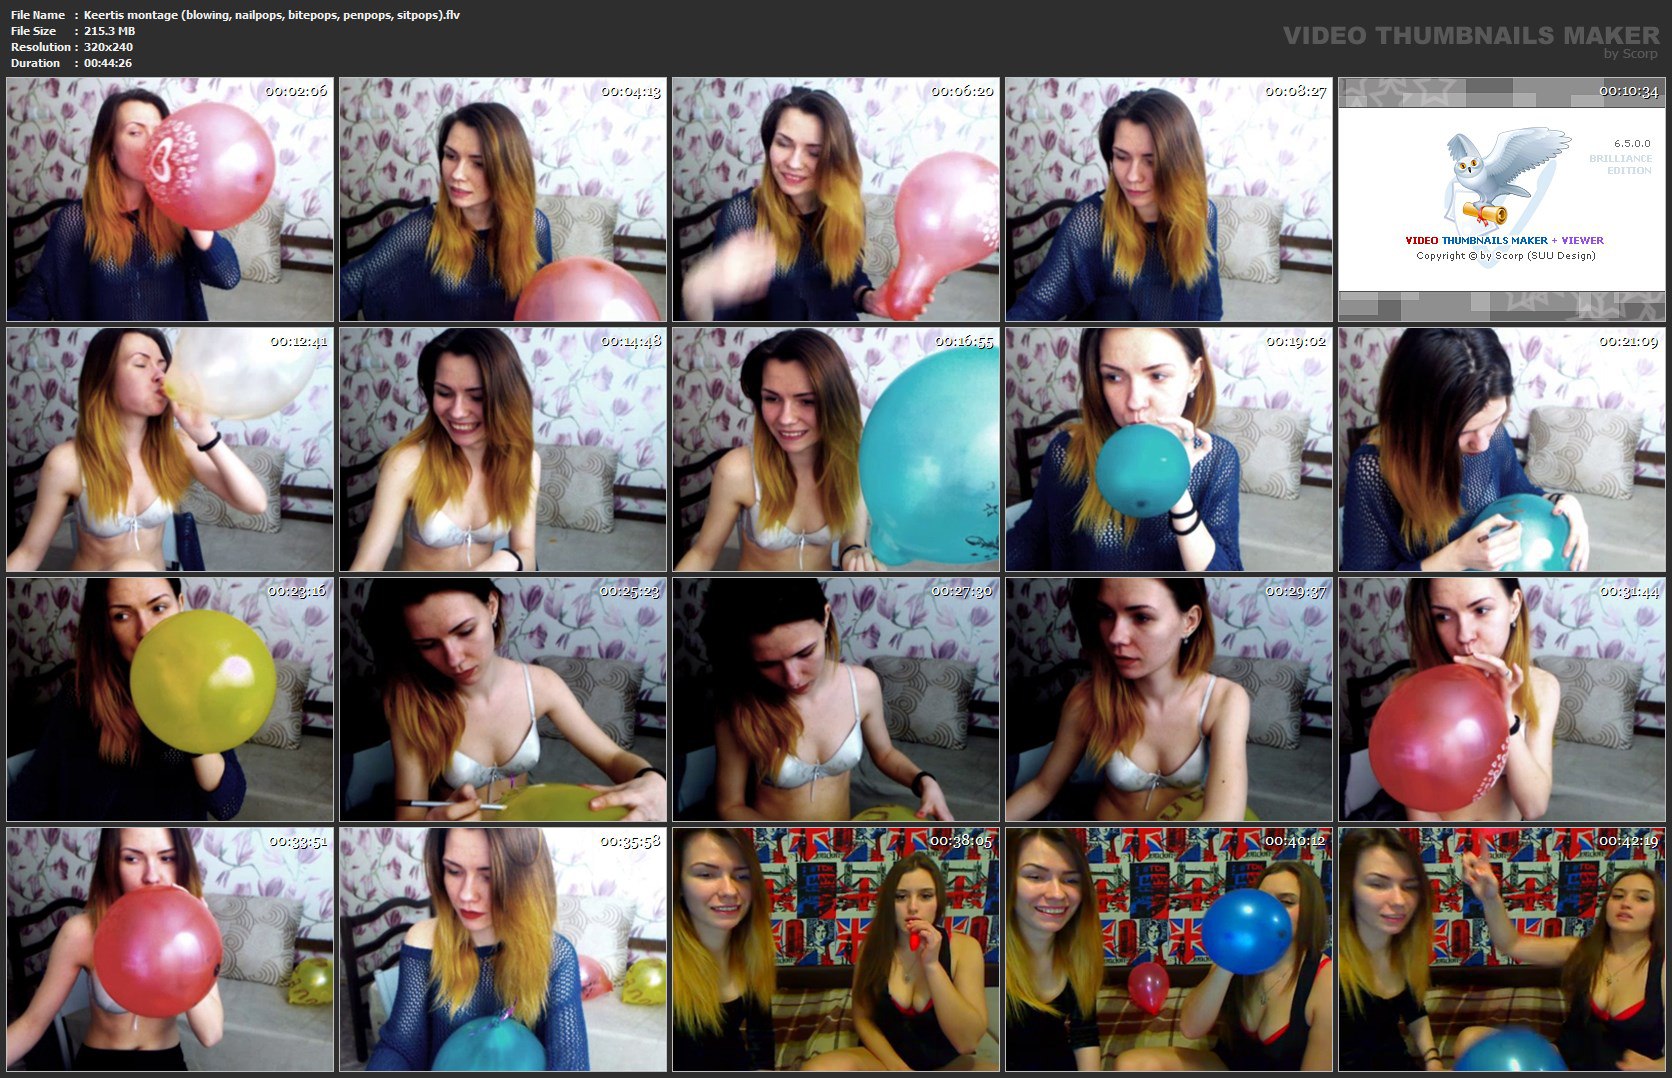 File Name : Keertis montage (blowing, nailpops, bitepops, penpops, sitpops).flv
File Size : 215.3 MB
Resolution : 320x240
Duration : 00:44:26
VIDEO THUMBNAILS MAKER
by Scorp
00:02:06
00:04:13
00:06:20
00:08:27
00:10:34
6.5.0.0
BRILLIANCE
EDITION
VIDEO THUMBNAILS MAKER + VIEWER
Copyright © by Scorp (SUU Design)
00:12:41
00:14:48
00:16:55
00:19:02
00:21:09
00:23:16
00:25:23
00:27:30
00:29:37
00:31:44
00:33:51
00:35:58
00:38:05
00:40:12
00:42:19